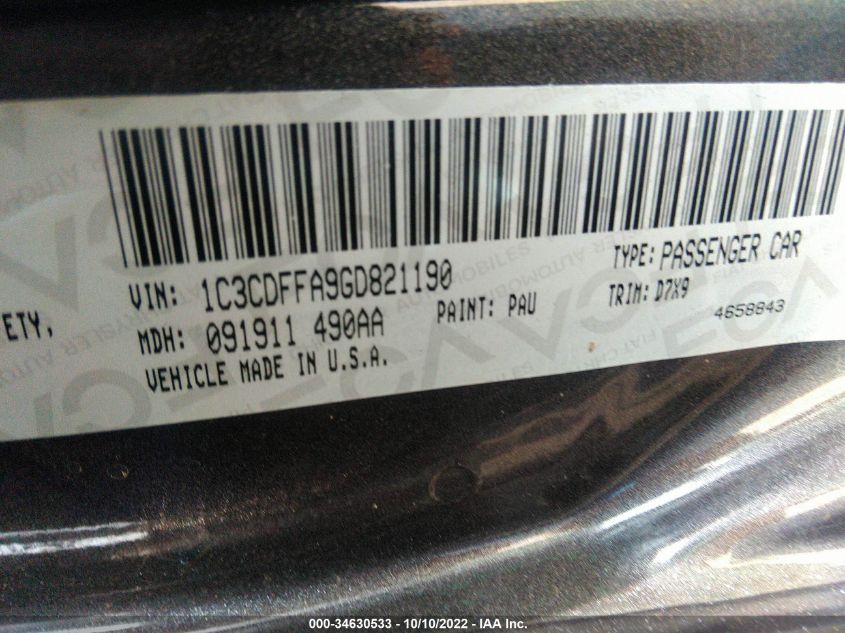 TYPE: PASSENGER CAR
VIN: 1C3CDFFA9GD821190
ETY,
MDH: 091911 490AA PAINT: PAU TRIM: D7X9
4658843
VEHICLE MADE IN U.S.A.
000-34630533 - 10/10/2022 - IAA Inc.